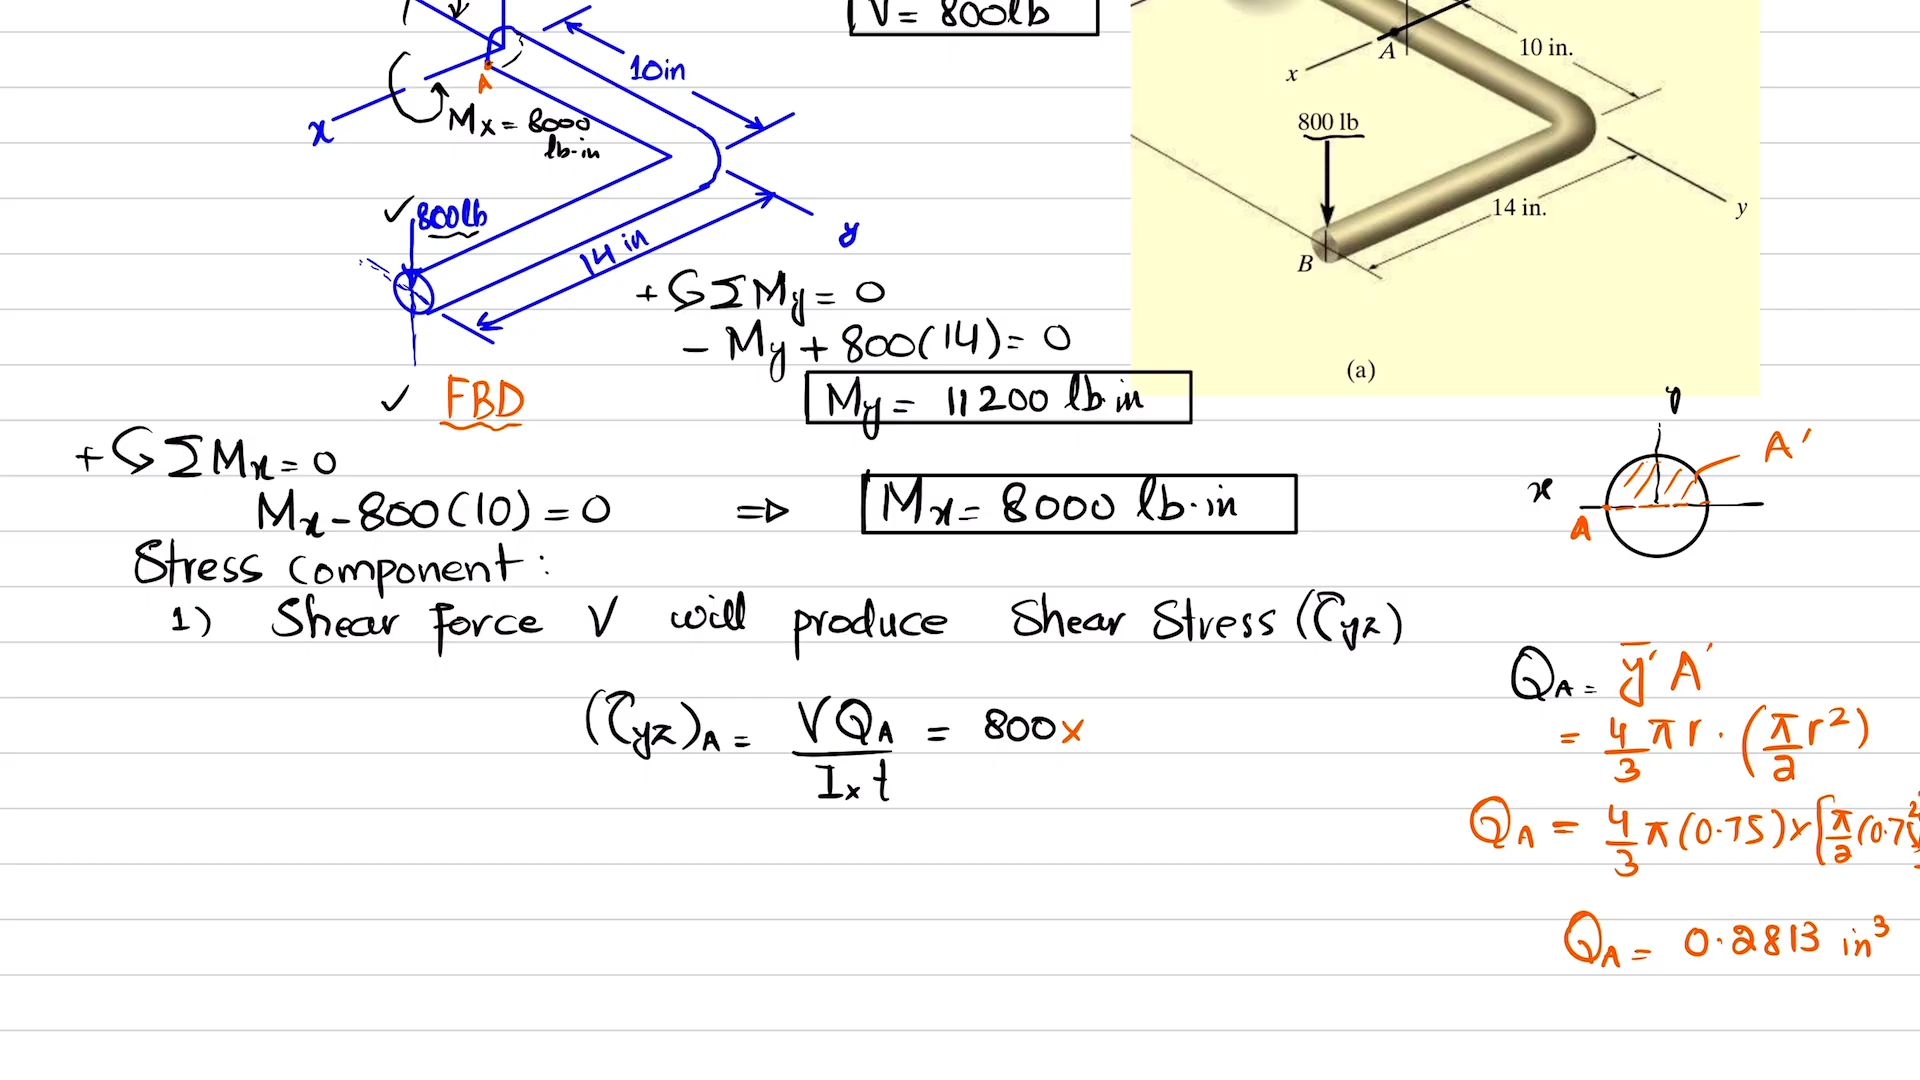 V = 800lb
10in
A
Mx = 8000
lb-in
x
800lb
14 in
y
10 in.
A
x
800 lb
14 in.
y
B
(a)
+ ΣMy = 0
- My + 800(14) = 0
My = 11200 lb·in
✓ FBD
+ ΣMx = 0
Mx - 800(10) = 0 ⇒ Mx = 8000 lb·in
A'
x
A
Stress component :
1) Shear Force V will produce Shear Stress (τyz)
(τyz)A = VQA / Ix t = 800 x
QA = ȳ' A'
= 4/3 π r · (π/2 r²)
QA = 4/3 π (0.75) x [π/2 (0.75)²
QA = 0.2813 in³